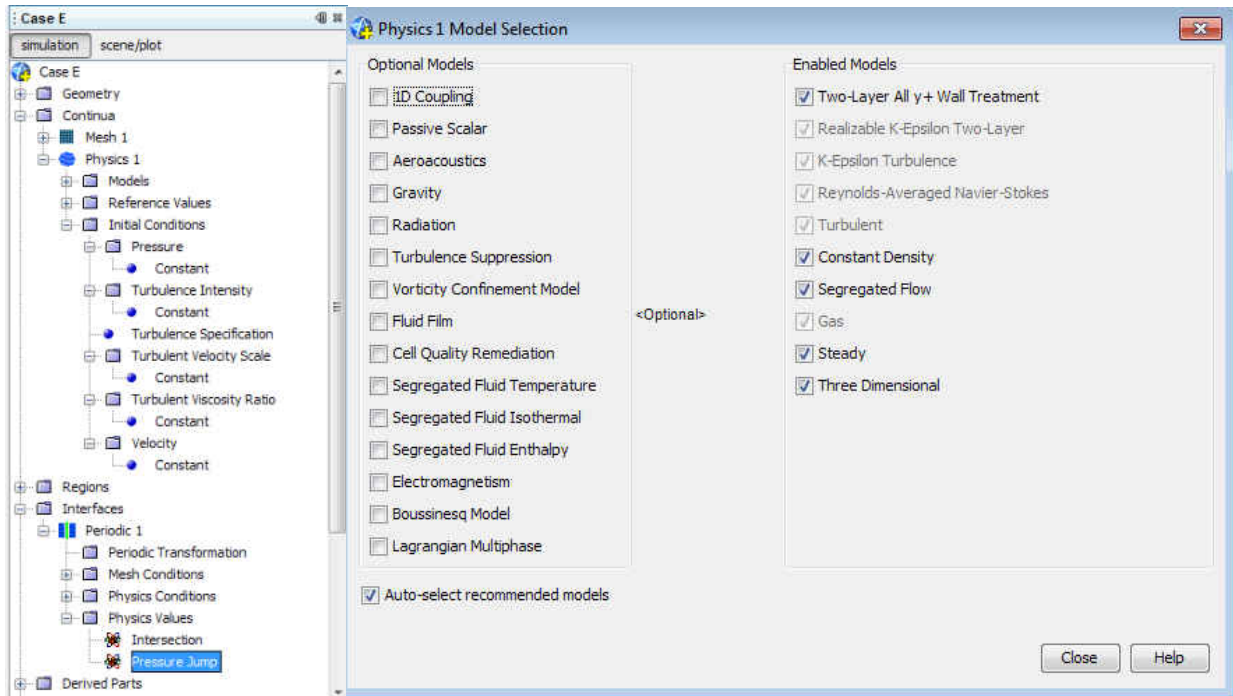 Case E
simulation scene/plot
Case E
Geometry
Continua
Mesh 1
Physics 1
Models
Reference Values
Initial Conditions
Pressure
Constant
Turbulence Intensity
Constant
Turbulence Specification
Turbulent Velocity Scale
Constant
Turbulent Viscosity Ratio
Constant
Velocity
Constant
Regions
Interfaces
Periodic 1
Periodic Transformation
Mesh Conditions
Physics Conditions
Physics Values
Intersection
Pressure Jump
Derived Parts
Physics 1 Model Selection
Optional Models
1D Coupling
Passive Scalar
Aeroacoustics
Gravity
Radiation
Turbulence Suppression
Vorticity Confinement Model
Fluid Film
Cell Quality Remediation
Segregated Fluid Temperature
Segregated Fluid Isothermal
Segregated Fluid Enthalpy
Electromagnetism
Boussinesq Model
Lagrangian Multiphase
<Optional>
Enabled Models
Two-Layer All y+ Wall Treatment
Realizable K-Epsilon Two-Layer
K-Epsilon Turbulence
Reynolds-Averaged Navier-Stokes
Turbulent
Constant Density
Segregated Flow
Gas
Steady
Three Dimensional
Auto-select recommended models
Close Help